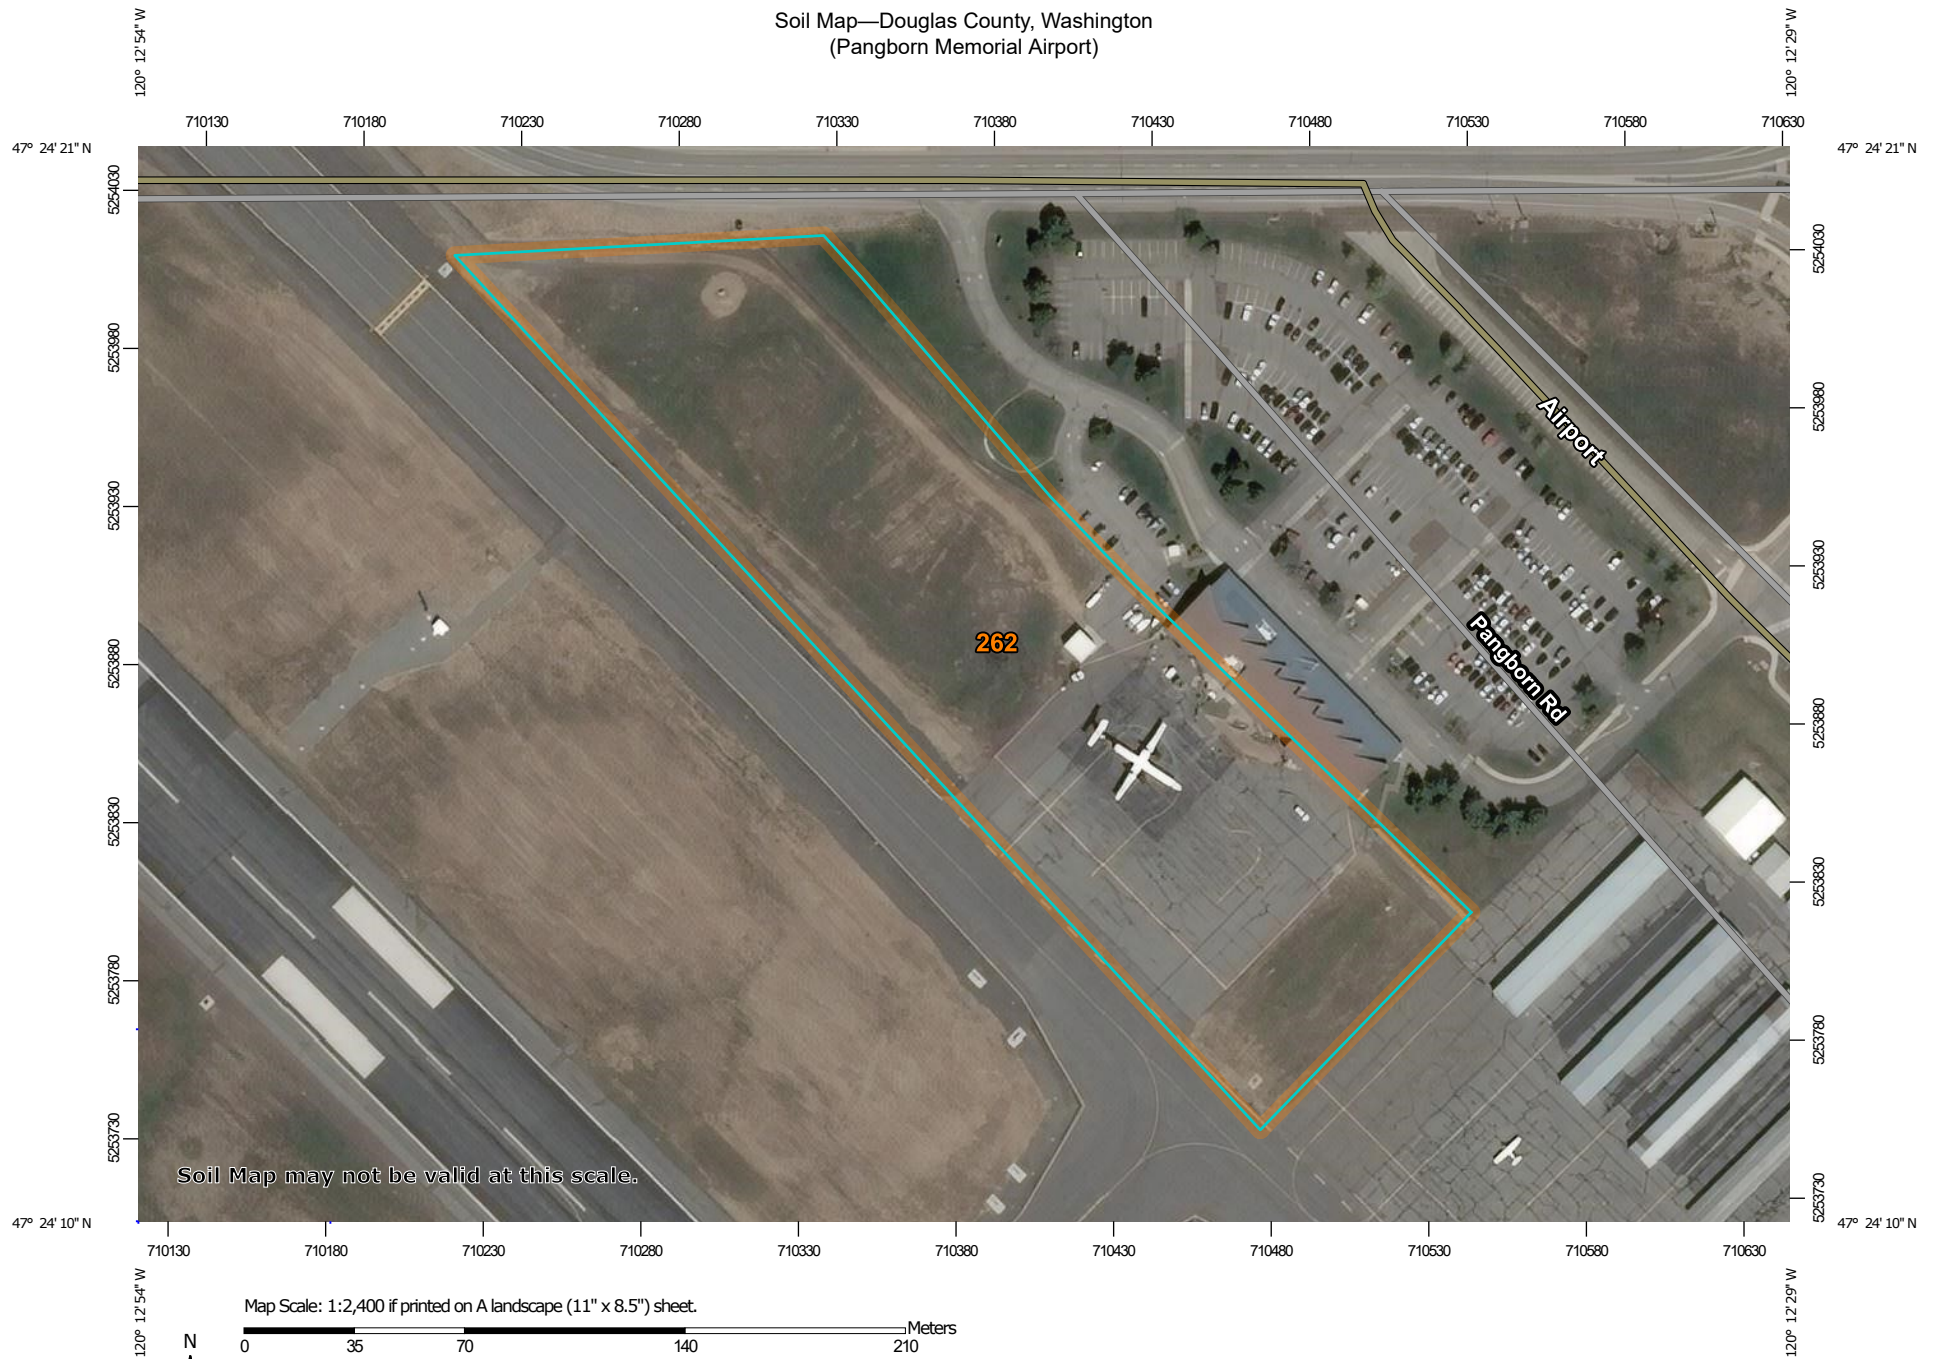 Soil Map—Douglas County, Washington
(Pangborn Memorial Airport)
120° 12' 54'' W
120° 12' 29'' W
710130 710180 710230 710280 710330 710380 710430 710480 710530 710580 710630
47° 24' 21'' N
47° 24' 21'' N
5254030
5254030
5253980
5253980
Airport
5253930
5253930
262
Pangborn Rd
5253880
5253880
5253830
5253830
5253780
5253780
5253730
5253730
Soil Map may not be valid at this scale.
47° 24' 10'' N
47° 24' 10'' N
710130 710180 710230 710280 710330 710380 710430 710480 710530 710580 710630
120° 12' 54'' W
120° 12' 29'' W
Map Scale: 1:2,400 if printed on A landscape (11" x 8.5") sheet.
Meters
N
0 35 70 140 210